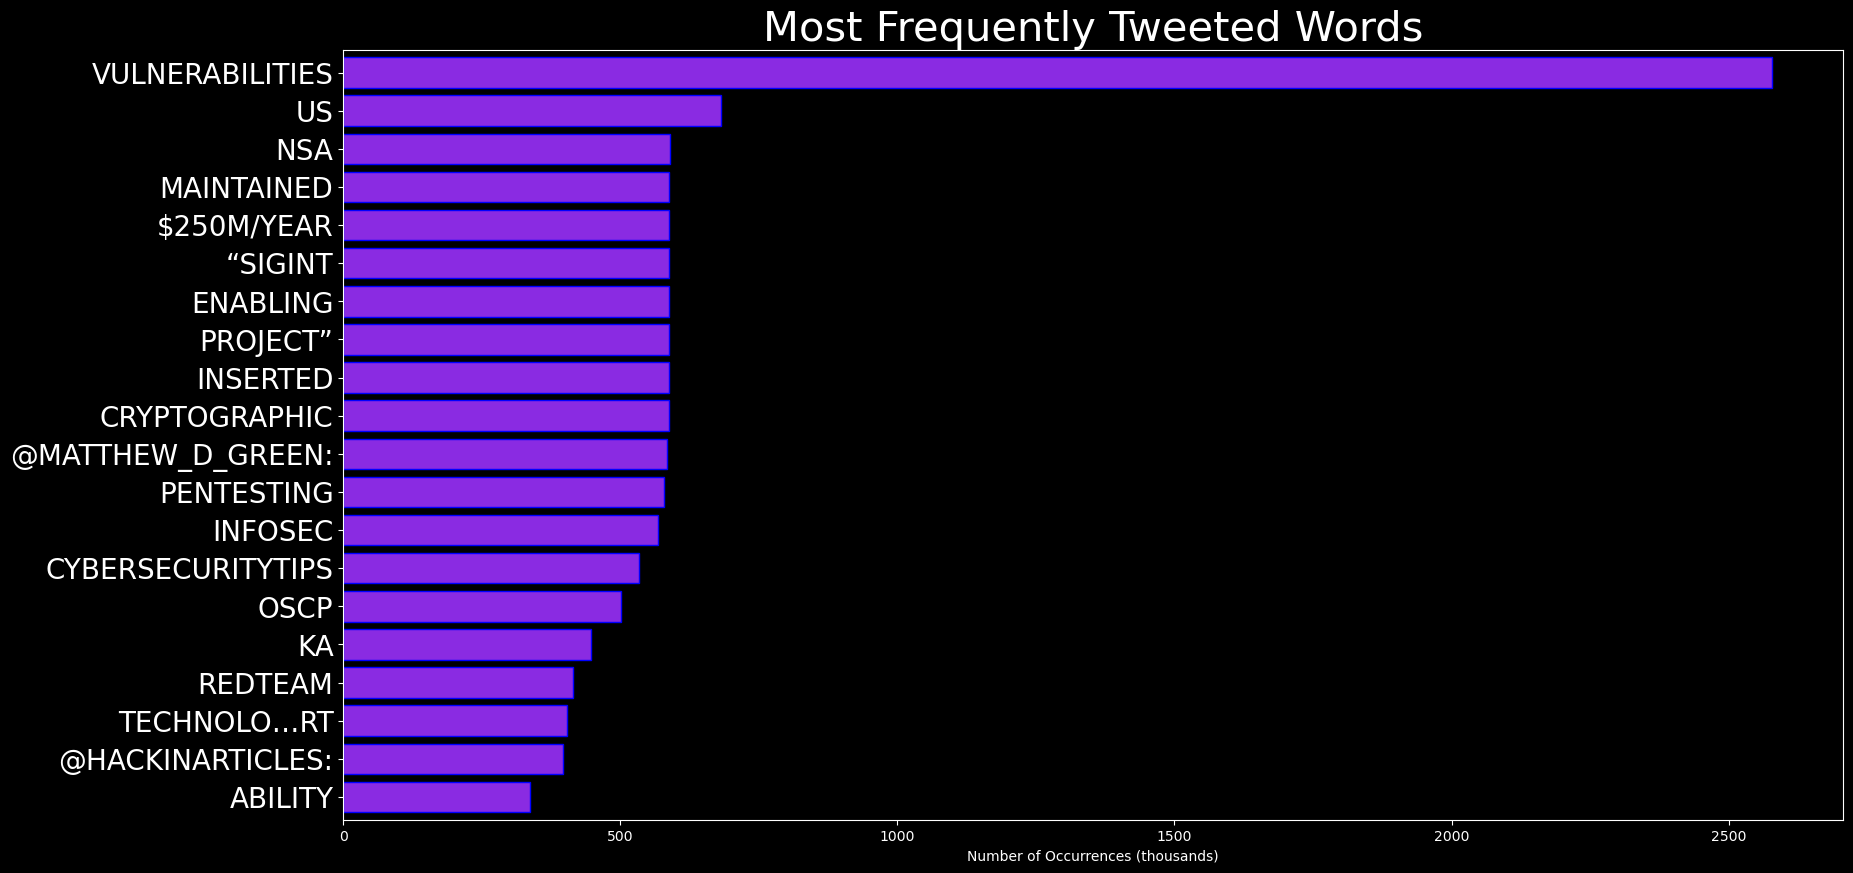 Most Frequently Tweeted Words
VULNERABILITIES
US
NSA
MAINTAINED
$250M/YEAR
“SIGINT
ENABLING
PROJECT”
INSERTED
CRYPTOGRAPHIC
@MATTHEW_D_GREEN:
PENTESTING
INFOSEC
CYBERSECURITYTIPS
OSCP
KA
REDTEAM
TECHNOLO…RT
@HACKINARTICLES:
ABILITY
0 500 1000 1500 2000 2500
Number of Occurrences (thousands)